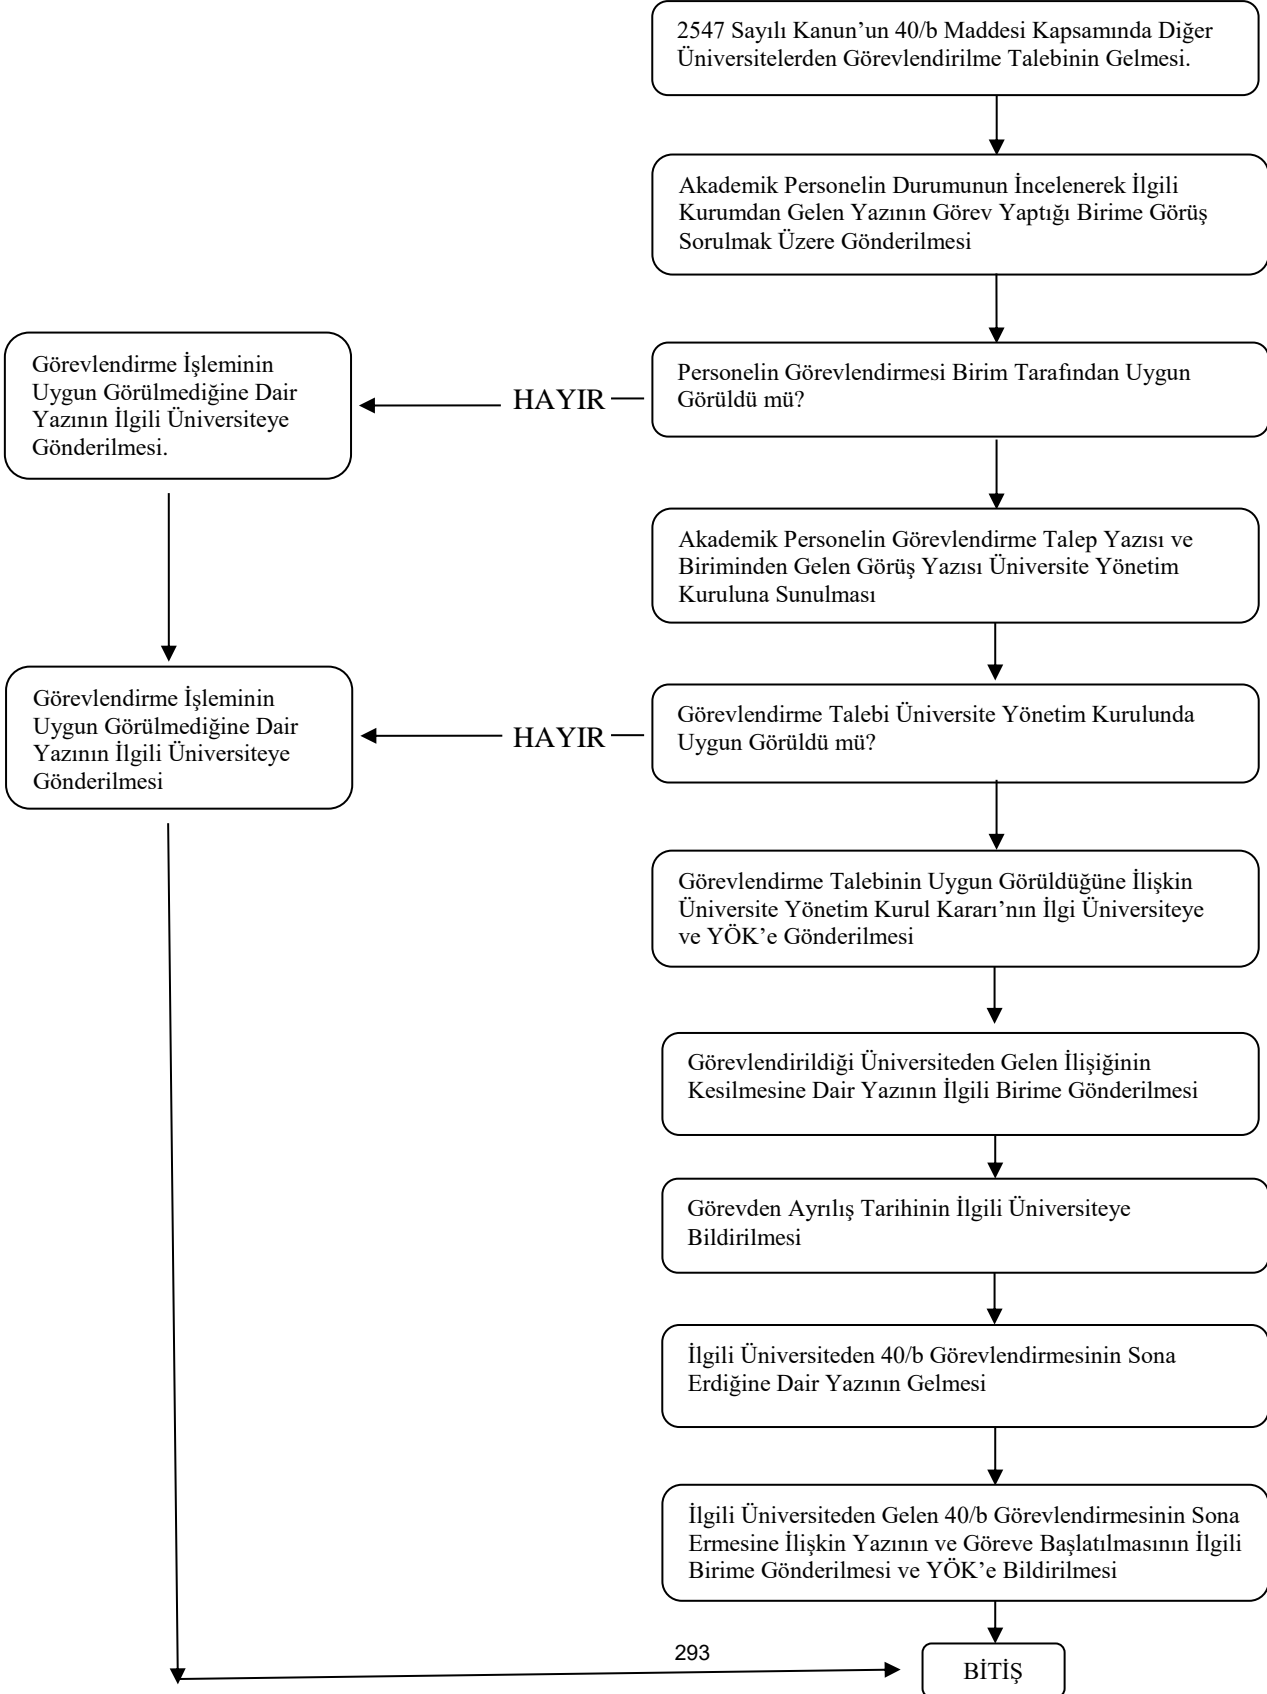 2547 Sayılı Kanun’un 40/b Maddesi Kapsamında Diğer
Üniversitelerden Görevlendirilme Talebinin Gelmesi.
Akademik Personelin Durumunun İncelenerek İlgili
Kurumdan Gelen Yazının Görev Yaptığı Birime Görüş
Sorulmak Üzere Gönderilmesi
Personelin Görevlendirmesi Birim Tarafından Uygun
Görüldü mü?
HAYIR
Görevlendirme İşleminin
Uygun Görülmediğine Dair
Yazının İlgili Üniversiteye
Gönderilmesi.
Akademik Personelin Görevlendirme Talep Yazısı ve
Biriminden Gelen Görüş Yazısı Üniversite Yönetim
Kuruluna Sunulması
Görevlendirme Talebi Üniversite Yönetim Kurulunda
Uygun Görüldü mü?
HAYIR
Görevlendirme İşleminin
Uygun Görülmediğine Dair
Yazının İlgili Üniversiteye
Gönderilmesi
Görevlendirme Talebinin Uygun Görüldüğüne İlişkin
Üniversite Yönetim Kurul Kararı’nın İlgi Üniversiteye
ve YÖK’e Gönderilmesi
Görevlendirildiği Üniversiteden Gelen İlişiğinin
Kesilmesine Dair Yazının İlgili Birime Gönderilmesi
Görevden Ayrılış Tarihinin İlgili Üniversiteye
Bildirilmesi
İlgili Üniversiteden 40/b Görevlendirmesinin Sona
Erdiğine Dair Yazının Gelmesi
İlgili Üniversiteden Gelen 40/b Görevlendirmesinin Sona
Ermesine İlişkin Yazının ve Göreve Başlatılmasının İlgili
Birime Gönderilmesi ve YÖK’e Bildirilmesi
293
BİTİŞ